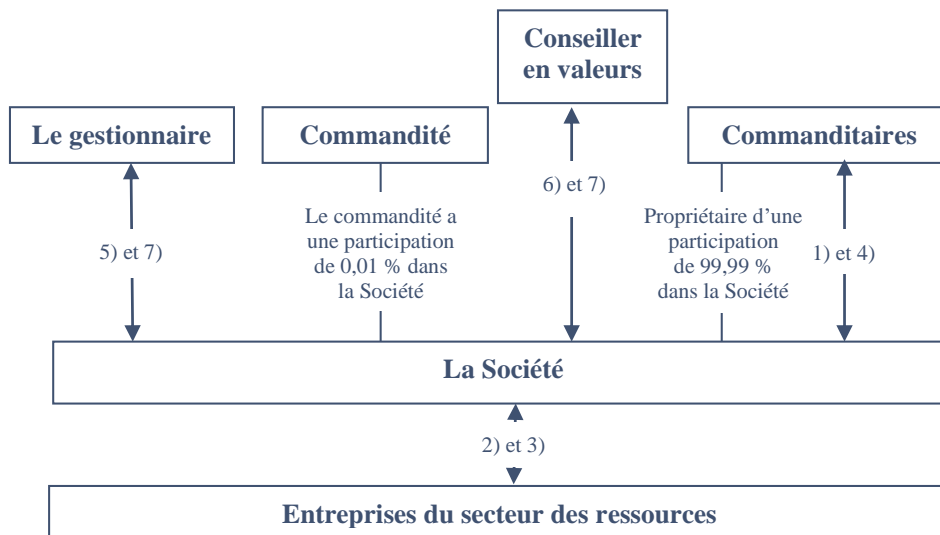 Conseiller
en valeurs
Le gestionnaire
Commandité
Commanditaires
5) et 7)
Le commandité a
une participation
de 0,01 % dans
la Société
6) et 7)
Propriétaire d’une
participation
de 99,99 %
dans la Société
1) et 4)
La Société
2) et 3)
Entreprises du secteur des ressources